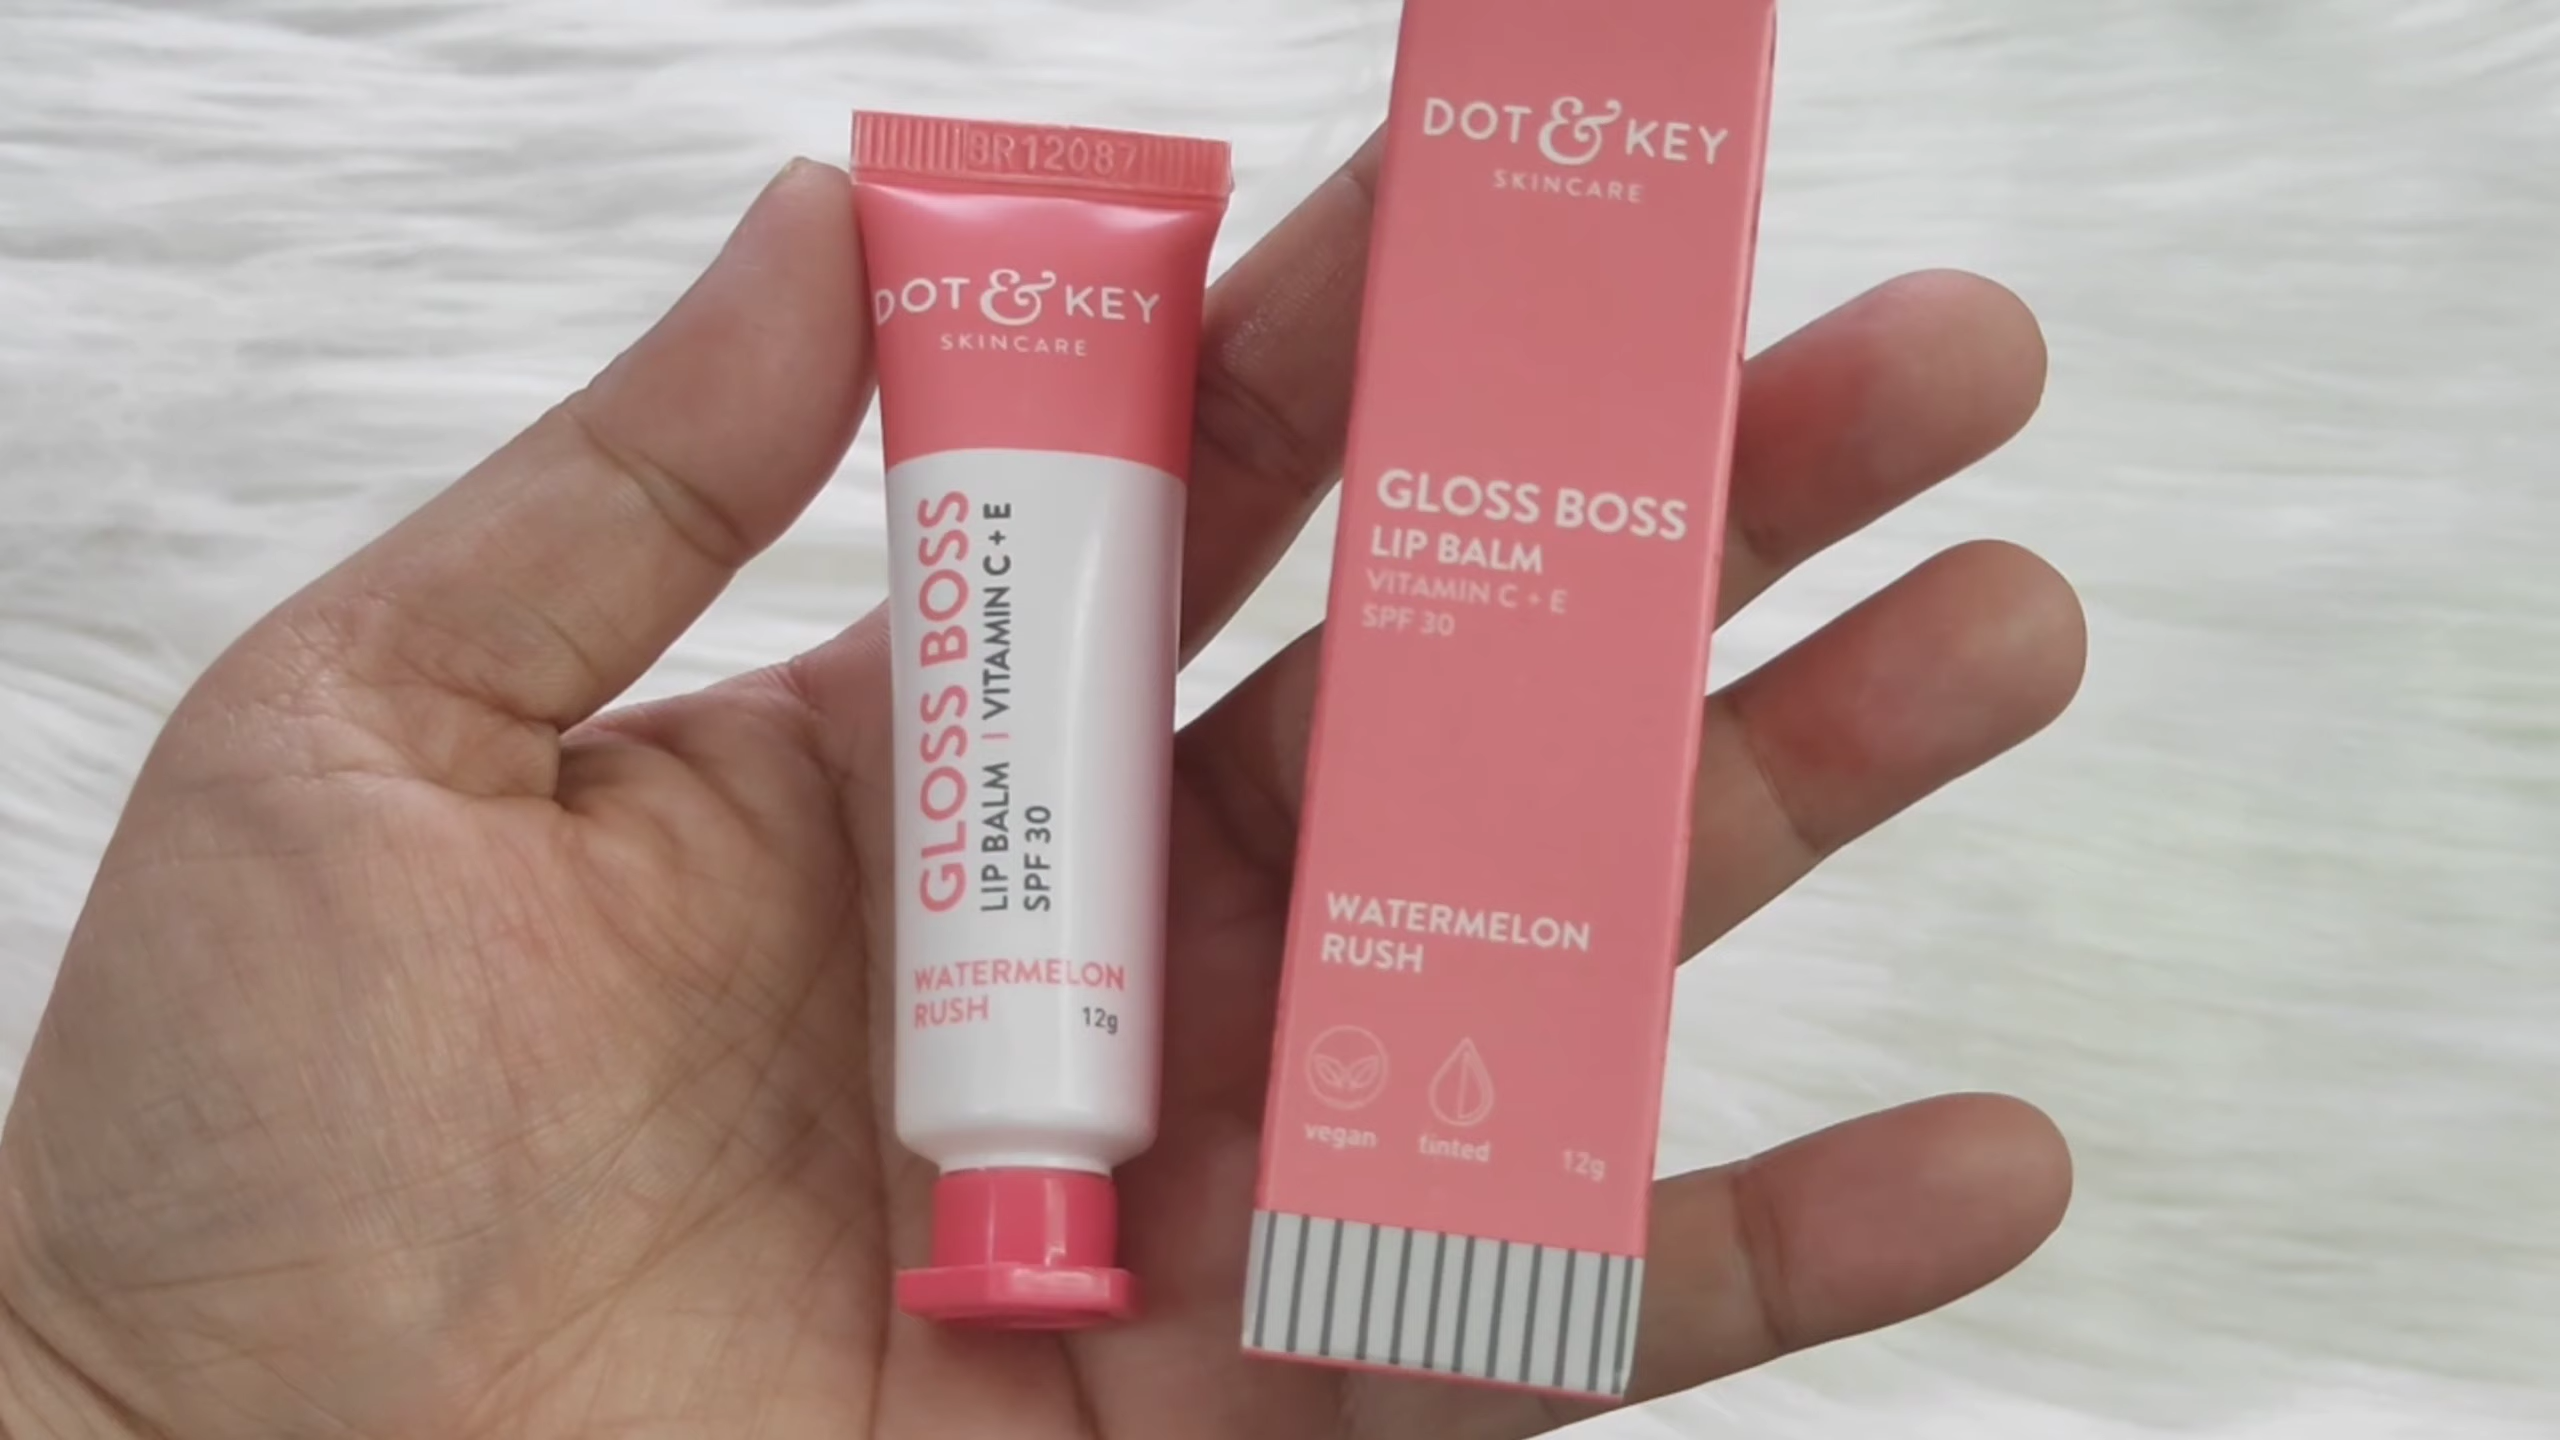 BR12087
DOT & KEY
SKINCARE
GLOSS BOSS
LIP BALM | VITAMIN C + E
SPF 30
WATERMELON
RUSH
12g
DOT & KEY
SKINCARE
GLOSS BOSS
LIP BALM
VITAMIN C + E
SPF 30
WATERMELON
RUSH
vegan
tinted
12g